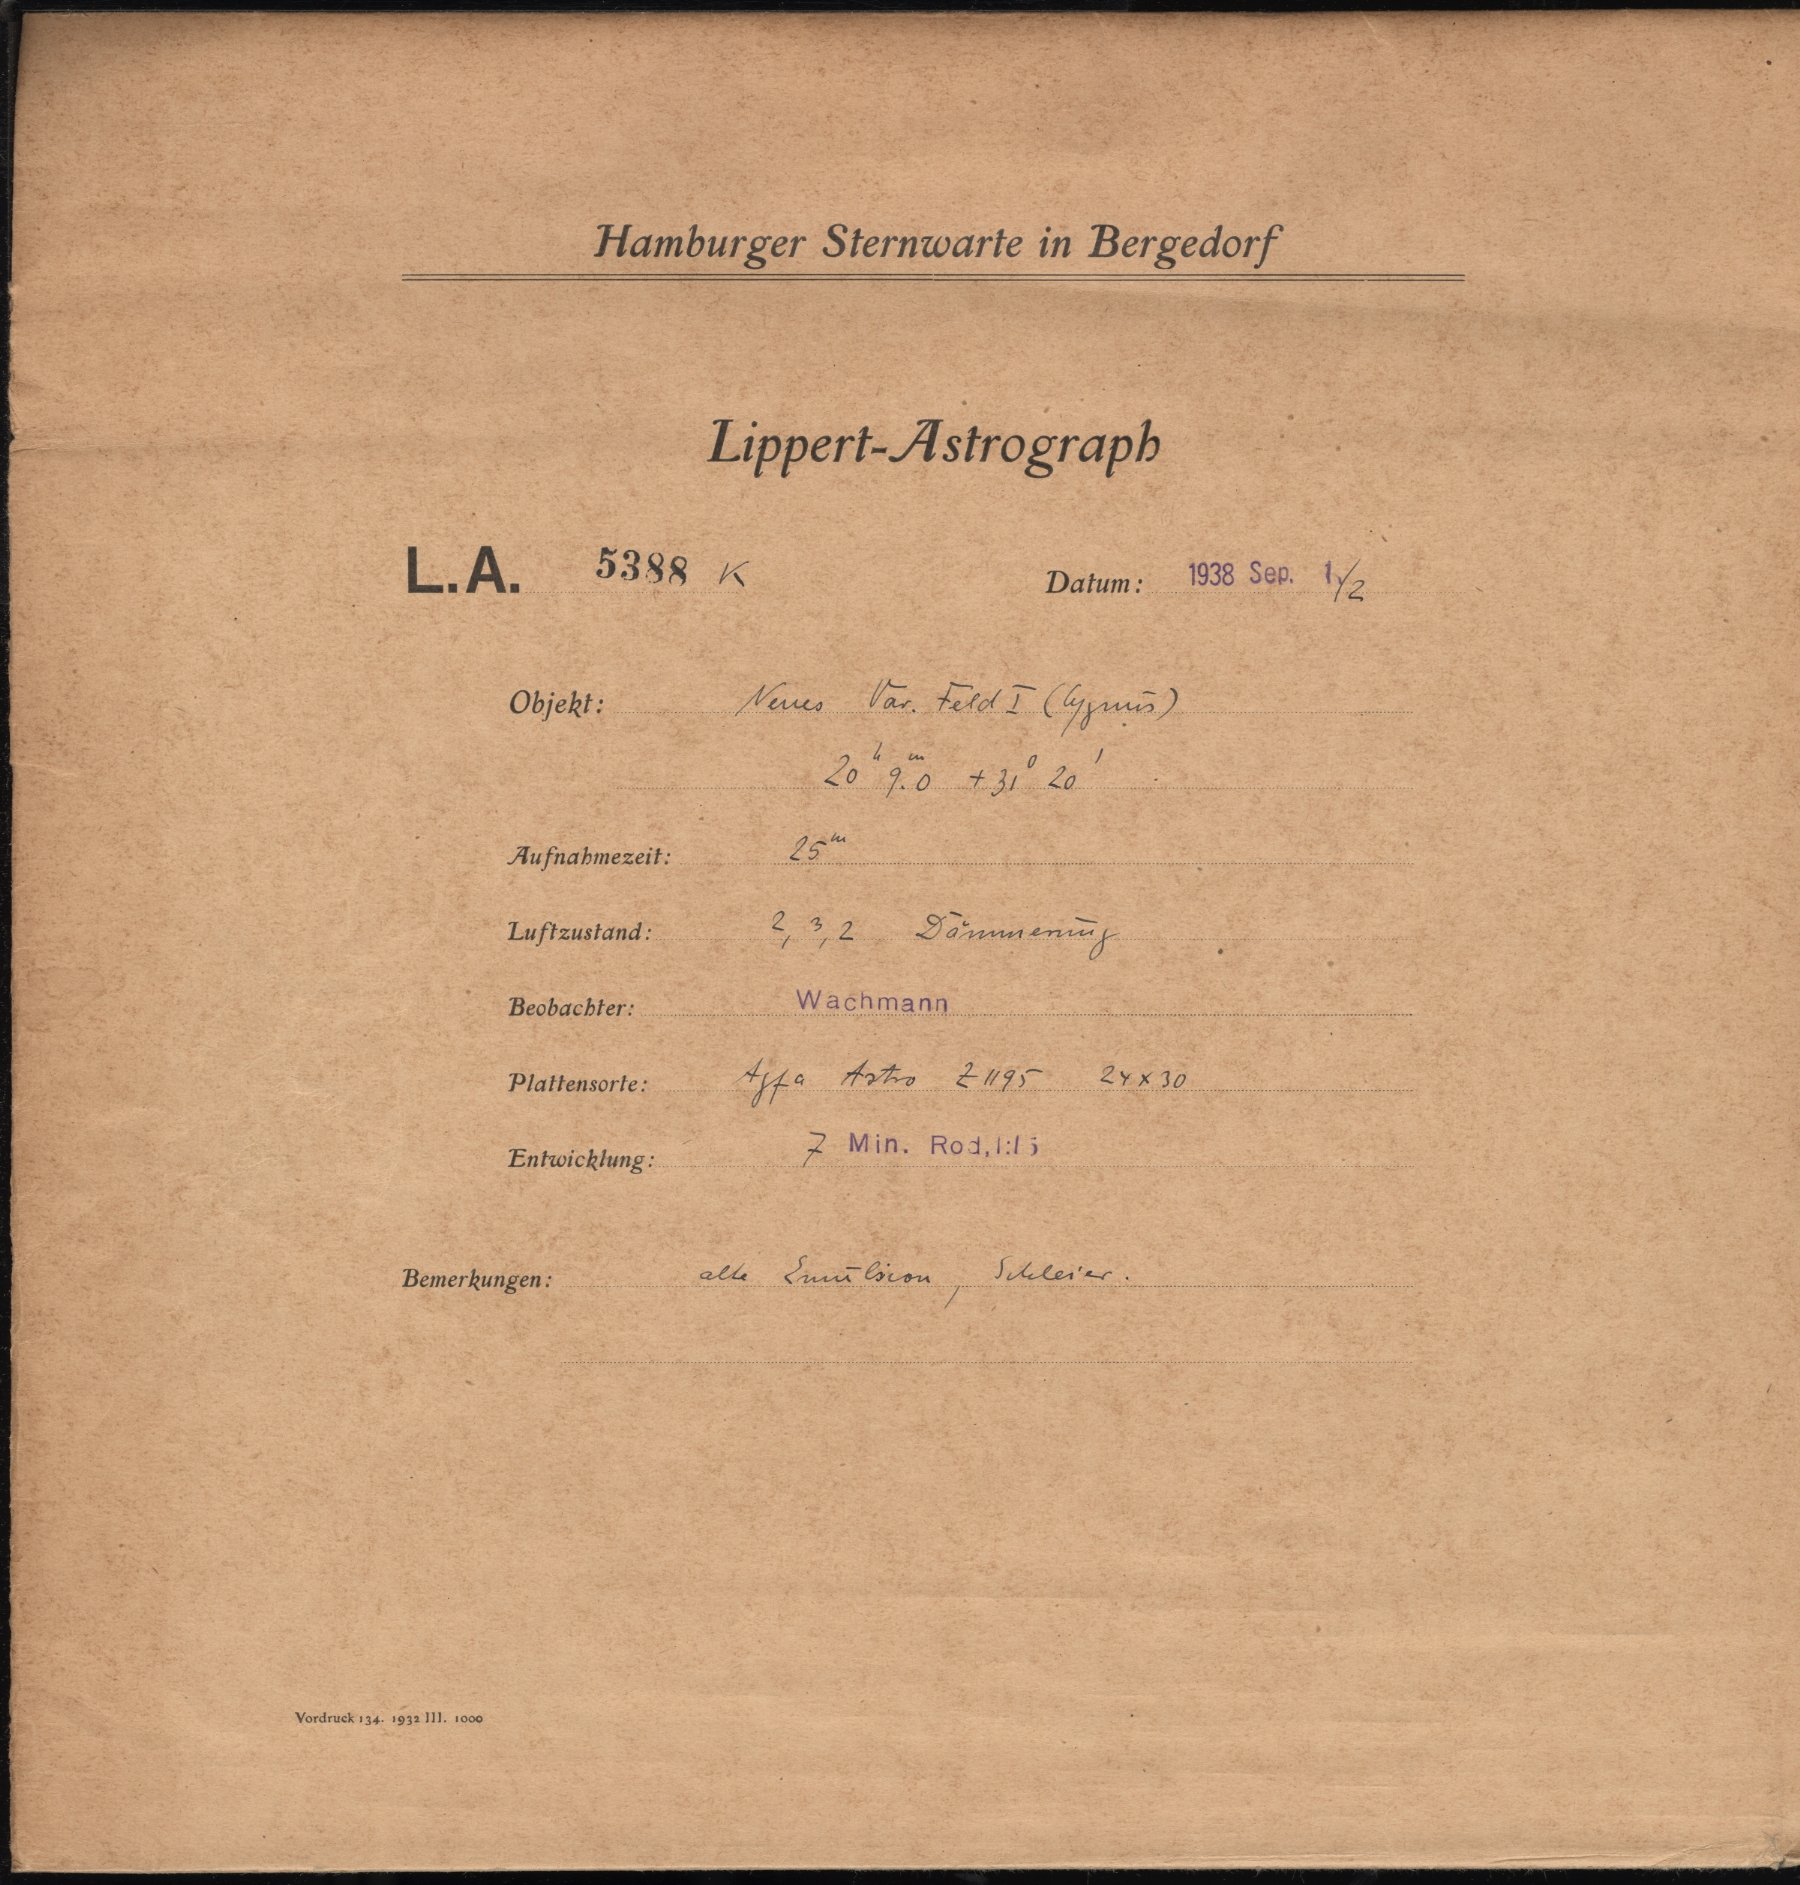 Hamburger Sternwarte in Bergedorf
Lippert-Astrograph
L.A. 5388 K Datum: 1938 Sep. 1./2
Objekt: Neues Var. Feld I (Cygnus)
20h 9.m0 +31° 20'
Aufnahmezeit: 25m
Luftzustand: 2, 3, 2 Dämmerung
Beobachter: Wachmann
Plattensorte: Agfa Astro Z 1195 24 x 30
Entwicklung: 7 Min. Rod, 1:15
Bemerkungen: alte Emulsion, Schleier.
Vordruck 134. 1932 III. 1000